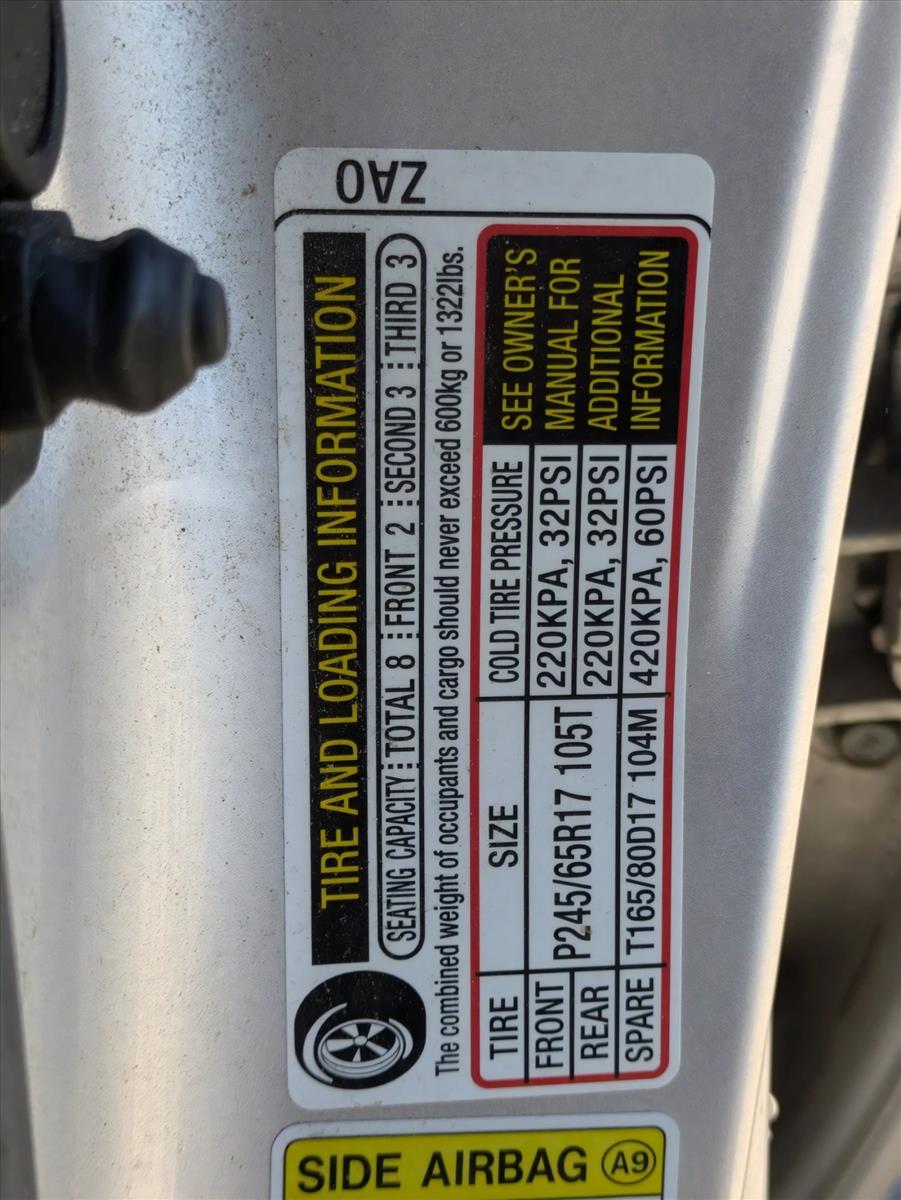 ZA0
TIRE AND LOADING INFORMATION
SEATING CAPACITY TOTAL 8 FRONT 2 SECOND 3 THIRD 3
The combined weight of occupants and cargo should never exceed 600kg or 1322lbs.
TIRE SIZE COLD TIRE PRESSURE
FRONT P245/65R17 105T 220KPA, 32PSI
REAR 220KPA, 32PSI
SPARE T165/80D17 104M 420KPA, 60PSI
SEE OWNER'S
MANUAL FOR
ADDITIONAL
INFORMATION
SIDE AIRBAG A9